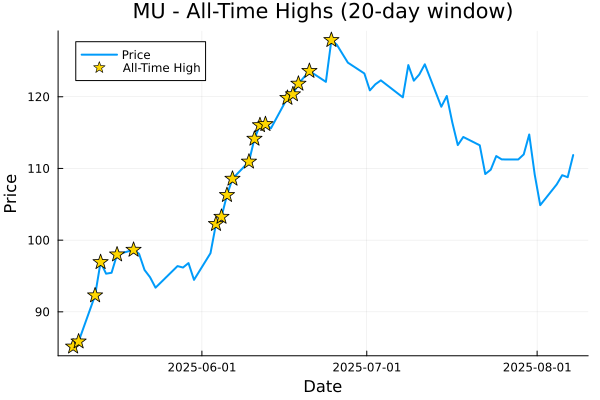 MU - All-Time Highs (20-day window)
Price
All-Time High
120
110
100
90
Price
2025-06-01
2025-07-01
2025-08-01
Date